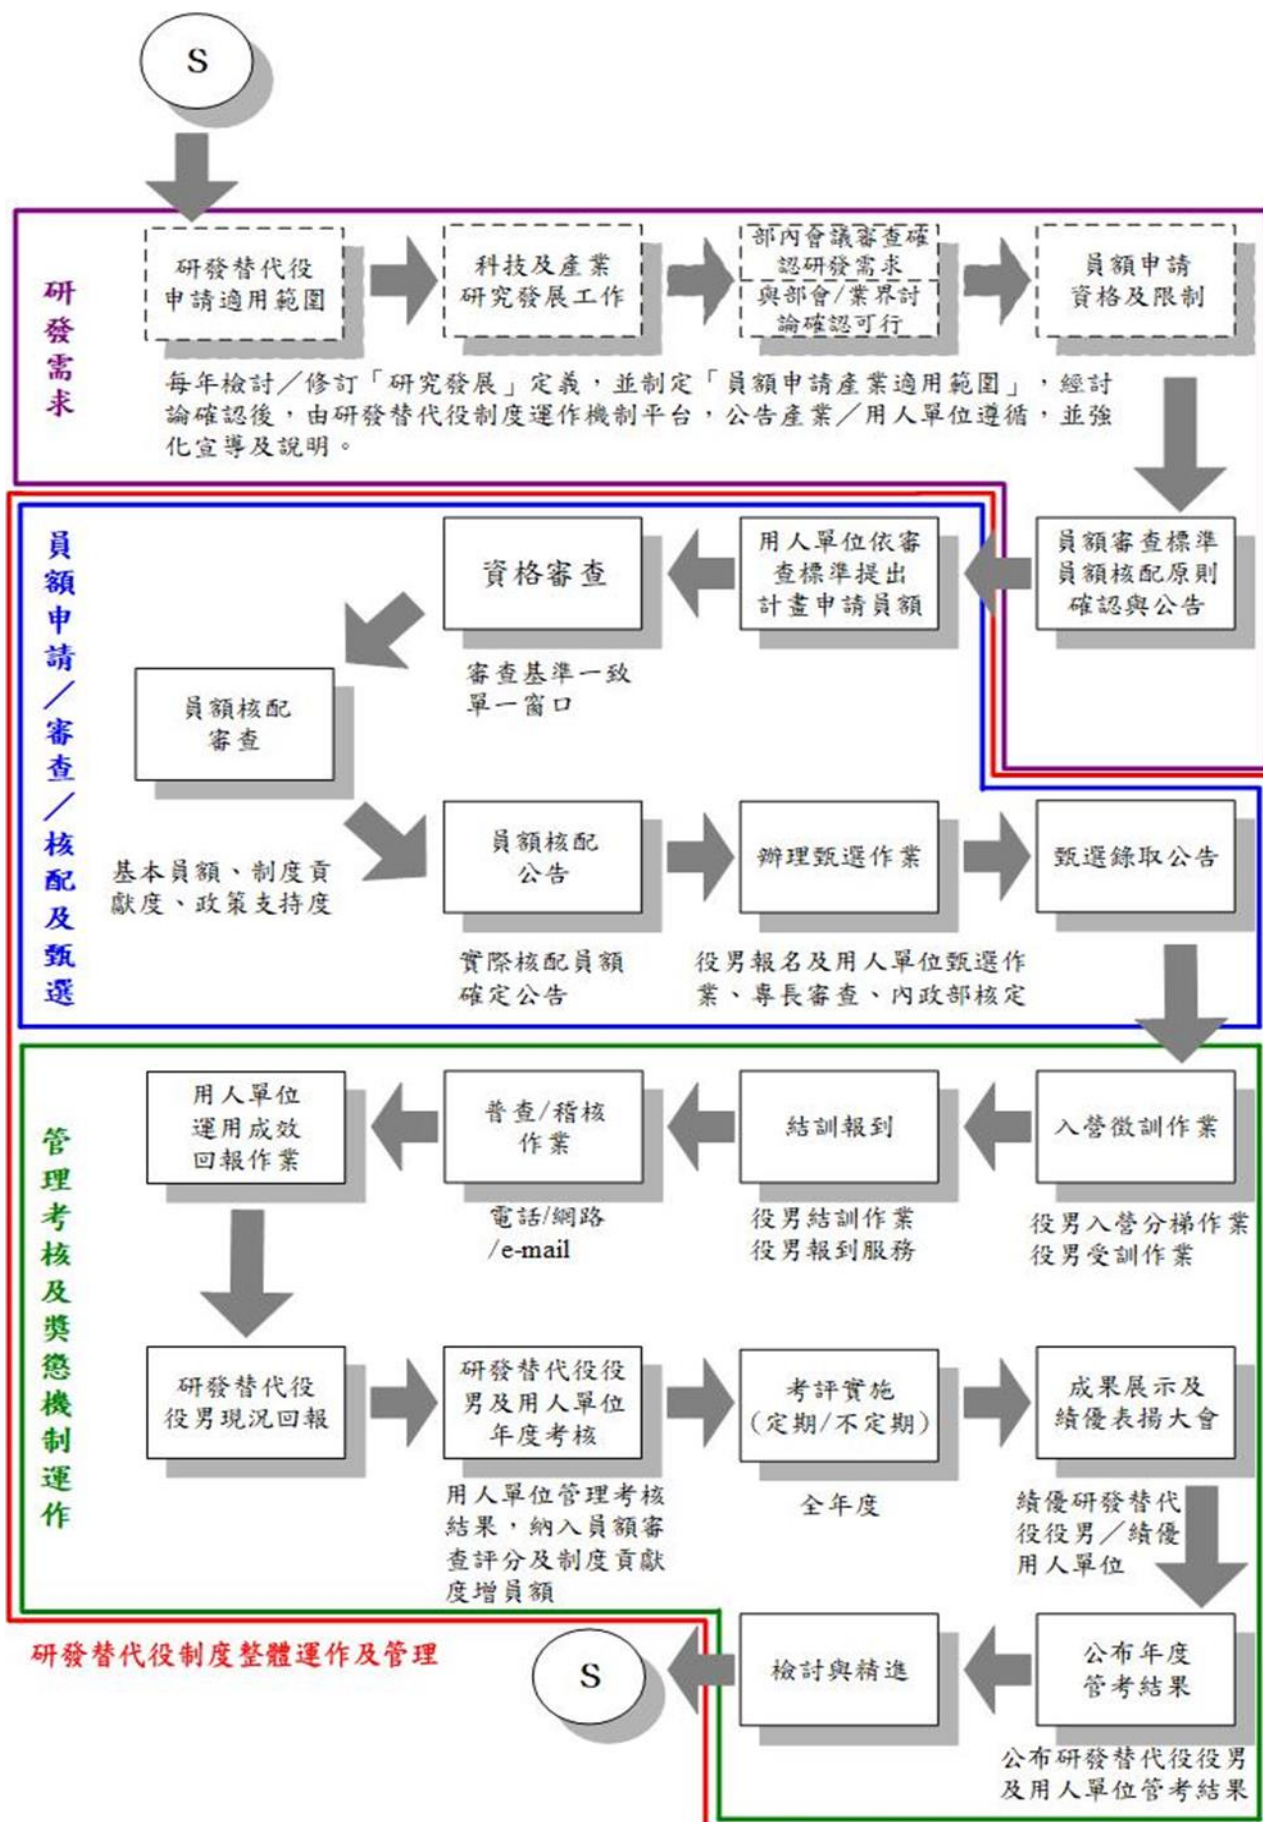 S
研發需求
研發替代役
申請適用範圍
科技及產業
研究發展工作
部內會議審查確
認研發需求
與部會/業界討
論確認可行
員額申請
資格及限制
每年檢討／修訂「研究發展」定義，並制定「員額申請產業適用範圍」，經討
論確認後，由研發替代役制度運作機制平台，公告產業／用人單位遵循，並強
化宣導及說明。
員額審查標準
員額核配原則
確認與公告
員額申請／審查／核配及甄選
用人單位依審
查標準提出
計畫申請員額
資格審查
審查基準一致
單一窗口
員額核配
審查
基本員額、制度貢
獻度、政策支持度
員額核配
公告
實際核配員額
確定公告
辦理甄選作業
役男報名及用人單位甄選作
業、專長審查、內政部核定
甄選錄取公告
管理考核及獎懲機制運作
入營徵訓作業
役男入營分梯作業
役男受訓作業
結訓報到
役男結訓作業
役男報到服務
普查/稽核
作業
電話/網路
/e-mail
用人單位
運用成效
回報作業
研發替代役
役男現況回報
研發替代役役
男及用人單位
年度考核
用人單位管理考核
結果，納入員額審
查評分及制度貢獻
度增員額
考評實施
(定期/不定期)
全年度
成果展示及
績優表揚大會
績優研發替代
役役男／績優
用人單位
公布年度
管考結果
公布研發替代役役男
及用人單位管考結果
檢討與精進
S
研發替代役制度整體運作及管理